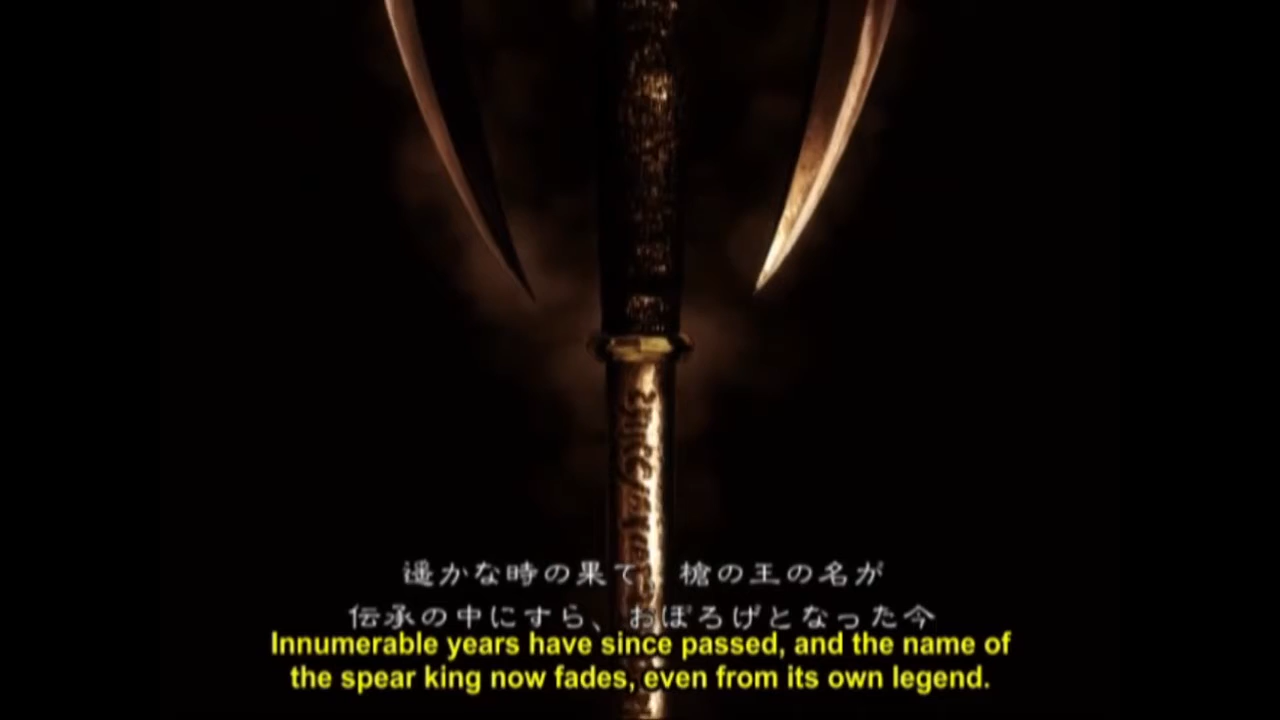 遥かな時の果て、槍の王の名が
伝承の中にすら、おぼろげとなった今
Innumerable years have since passed, and the name of
the spear king now fades, even from its own legend.